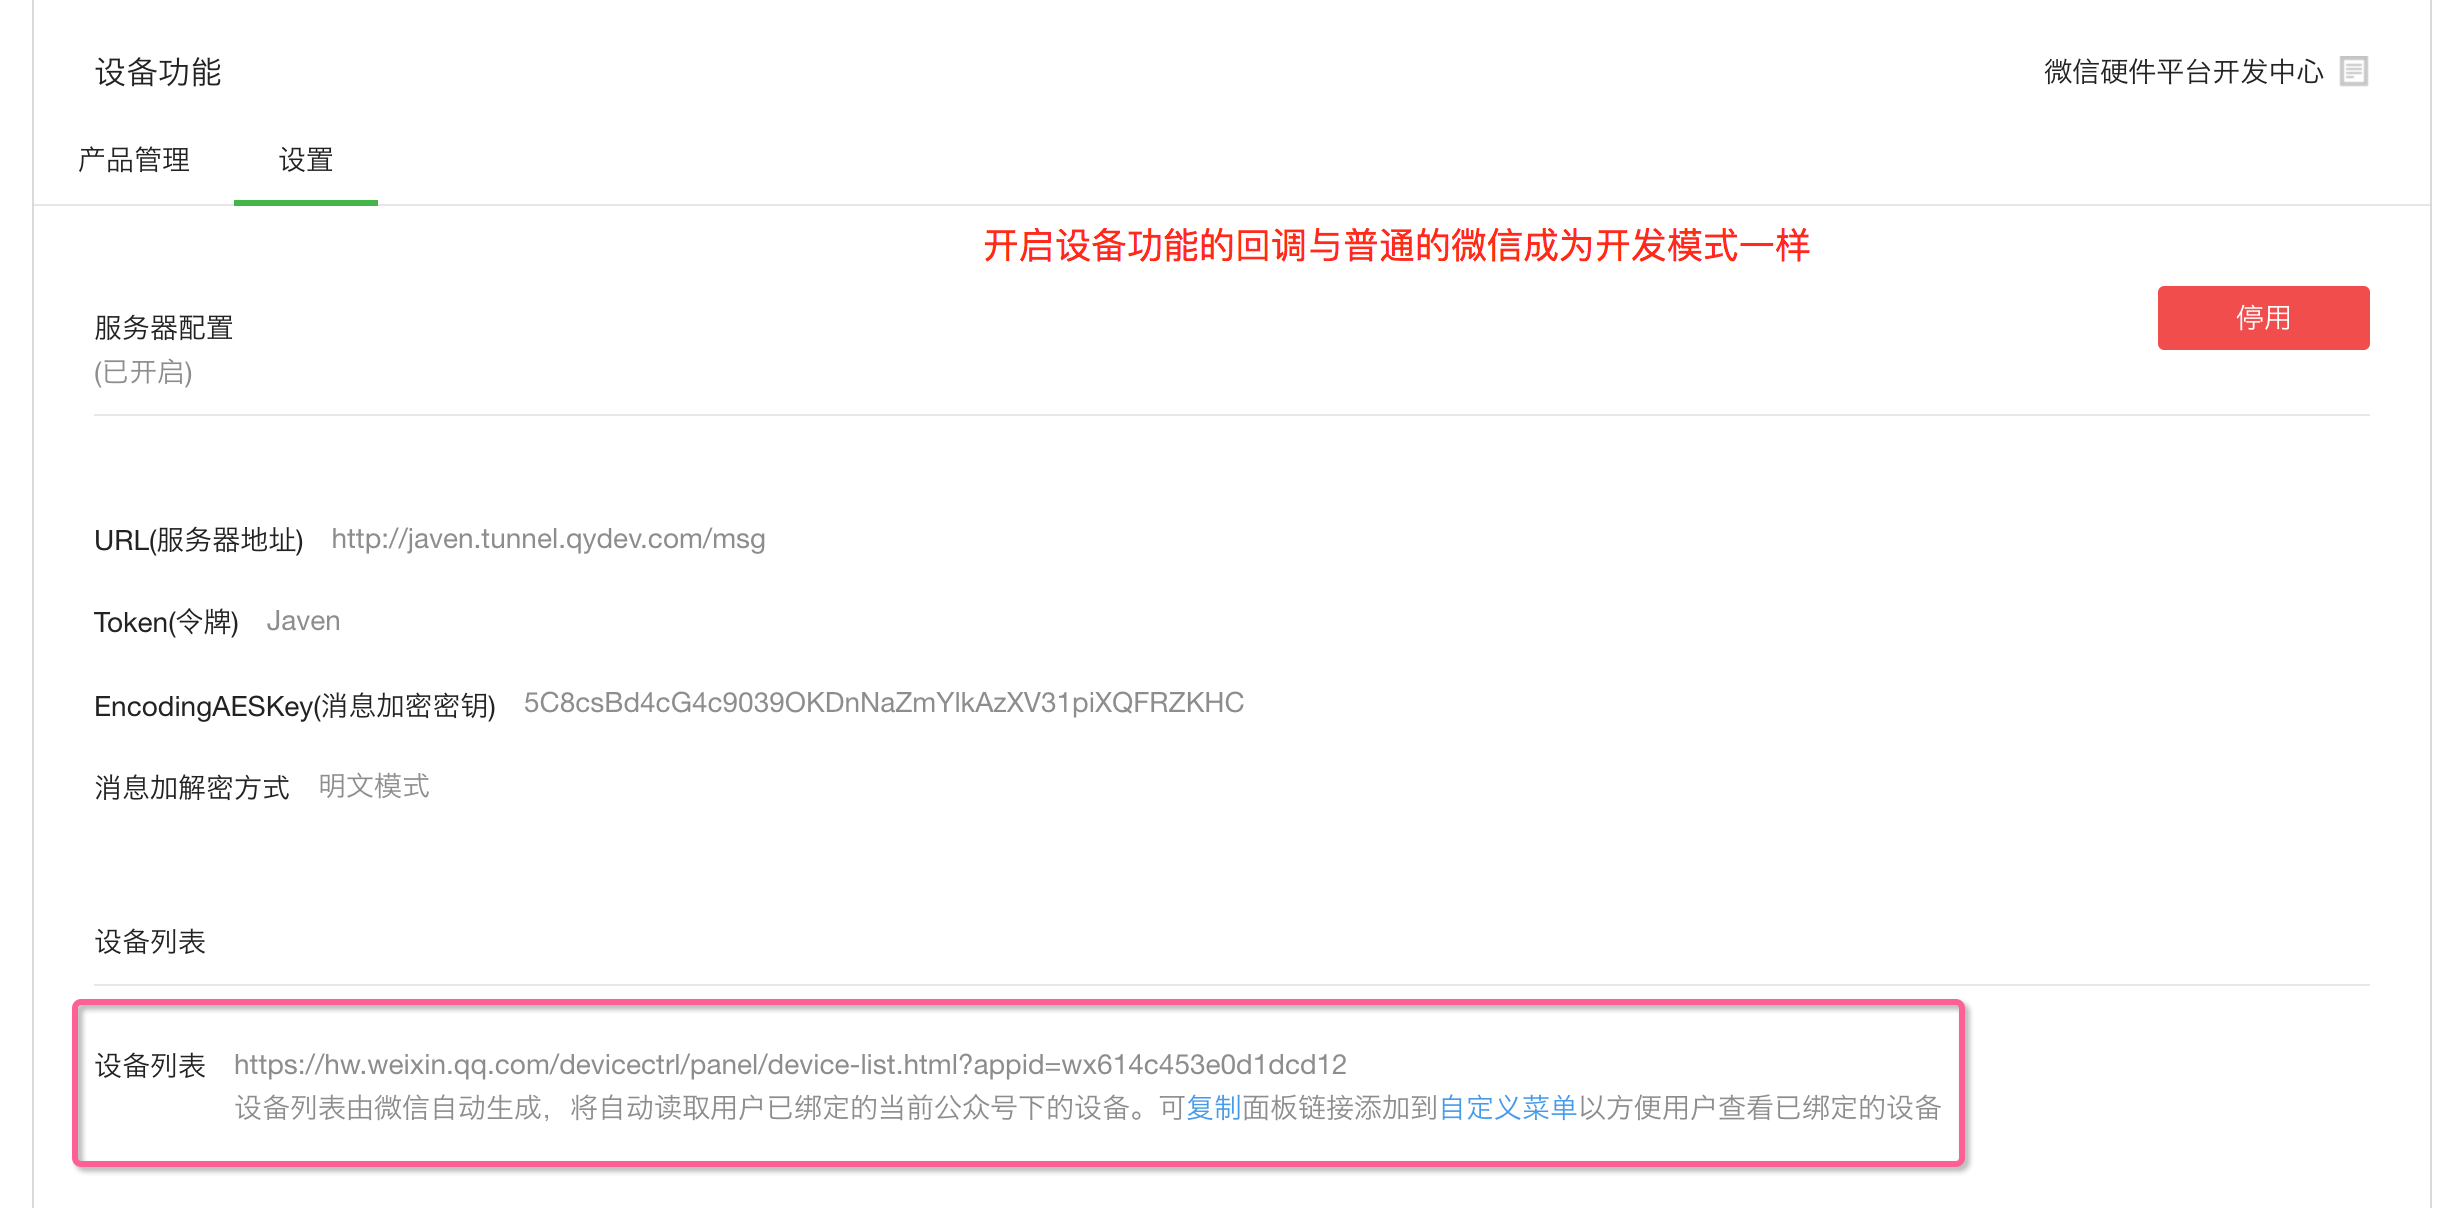 设备功能
微信硬件平台开发中心
产品管理
设置
开启设备功能的回调与普通的微信成为开发模式一样
服务器配置
停用
(已开启)
URL(服务器地址) http://javen.tunnel.qydev.com/msg
Token(令牌) Javen
EncodingAESKey(消息加密密钥) 5C8csBd4cG4c9039OKDnNaZmYlkAzXV31piXQFRZKHC
消息加解密方式 明文模式
设备列表
设备列表 https://hw.weixin.qq.com/devicectrl/panel/device-list.html?appid=wx614c453e0d1dcd12
设备列表由微信自动生成，将自动读取用户已绑定的当前公众号下的设备。可复制面板链接添加到自定义菜单以方便用户查看已绑定的设备